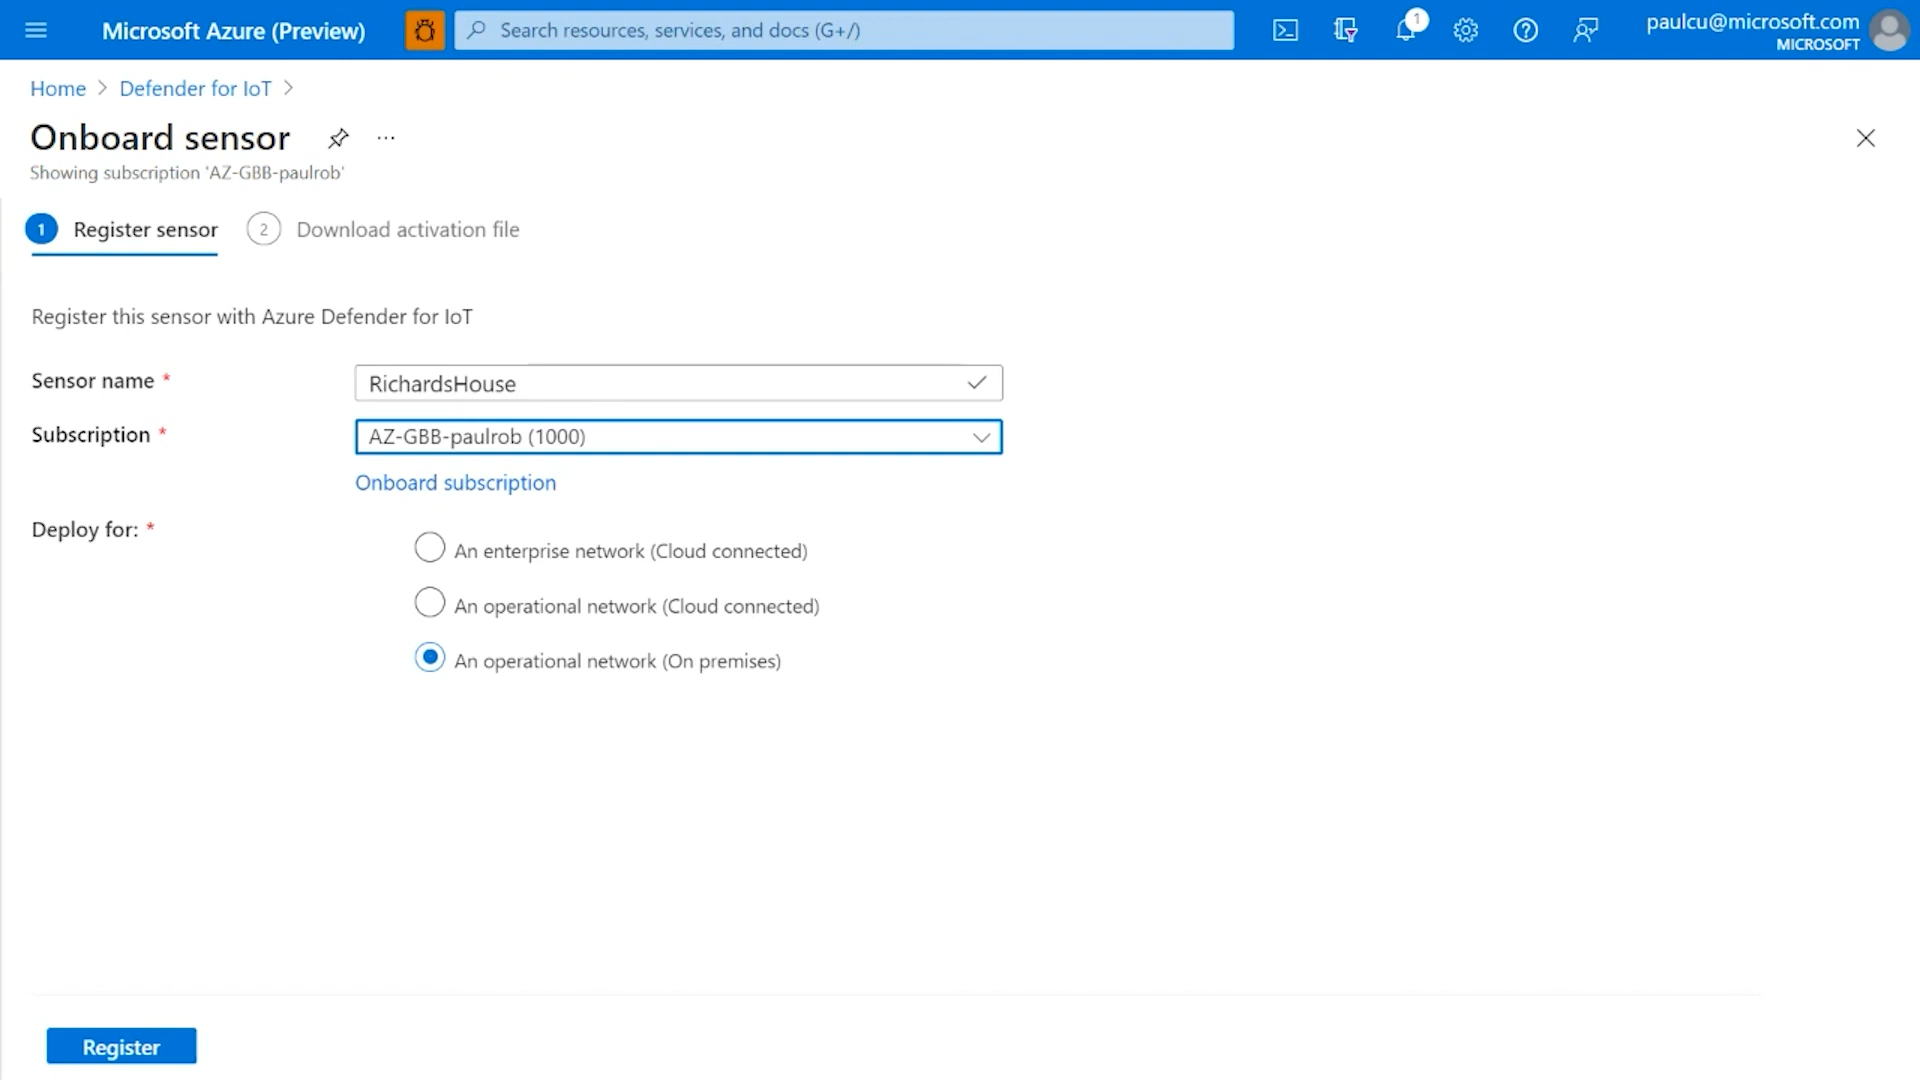 Microsoft Azure (Preview)
Search resources, services, and docs (G+/)
1
paulcu@microsoft.com
MICROSOFT
Home > Defender for IoT >
Onboard sensor ...
Showing subscription 'AZ-GBB-paulrob'
1 Register sensor 2 Download activation file
Register this sensor with Azure Defender for IoT
Sensor name * RichardsHouse
Subscription * AZ-GBB-paulrob (1000)
Onboard subscription
Deploy for: *
An enterprise network (Cloud connected)
An operational network (Cloud connected)
An operational network (On premises)
Register